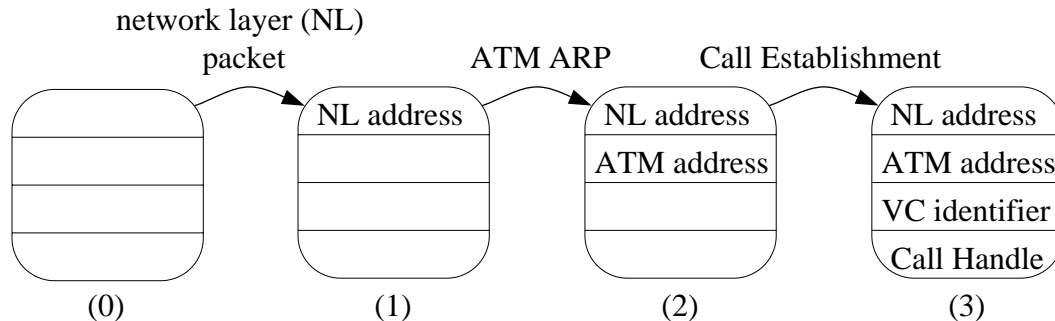 network layer (NL)
packet
ATM ARP
Call Establishment
NL address
NL address
ATM address
NL address
ATM address
VC identifier
Call Handle
(0)
(1)
(2)
(3)